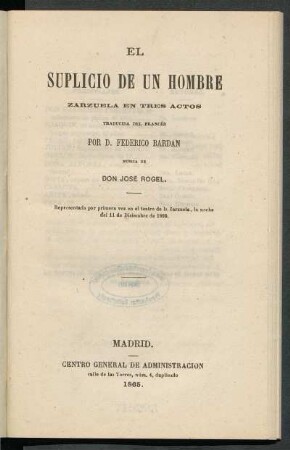 EL
SUPLICIO DE UN HOMBRE
ZARZUELA EN TRES ACTOS
TRADUCIDA DEL FRANCÉS
POR D. FEDERICO BARDAN
MÚSICA DE
DON JOSÉ ROGEL.
Representada por primera vez en el teatro de la Zarzuela, la noche
del 11 de Diciembre de
MADRID.
CENTRO GENERAL DE ADMINISTRACION
calle de las Torres, núm. 4, duplicado
1865.